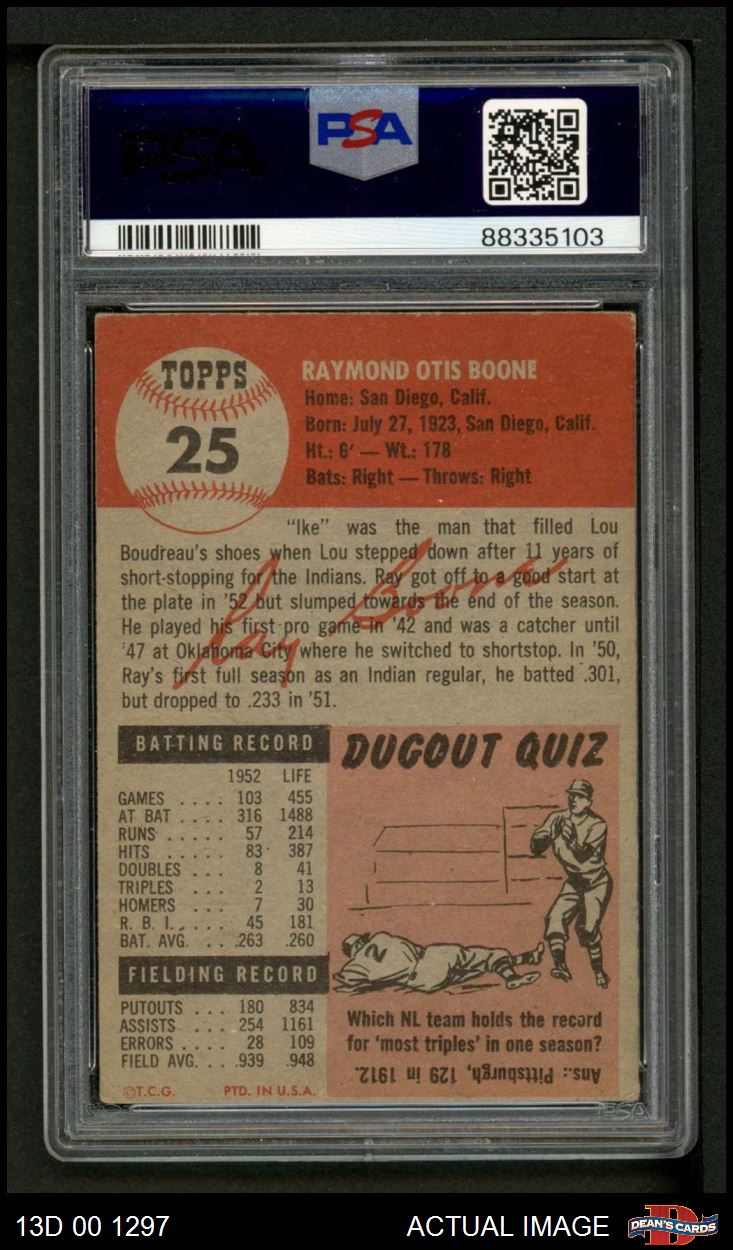 PSA
PSA
88335103
TOPPS
25
RAYMOND OTIS BOONE
Home: San Diego, Calif.
Born: July 27, 1923, San Diego, Calif.
Ht.: 6' — Wt.: 178
Bats: Right — Throws: Right
"Ike" was the man that filled Lou
Boudreau's shoes when Lou stepped down after 11 years of
short-stopping for the Indians. Ray got off to a good start at
the plate in '52 but slumped towards the end of the season.
He played his first pro game in '42 and was a catcher until
'47 at Oklahoma City where he switched to shortstop. In '50,
Ray's first full season as an Indian regular, he batted .301,
but dropped to .233 in '51.
Ray Boone
BATTING RECORD
1952 LIFE
GAMES .... 103 455
AT BAT .... 316 1488
RUNS ..... 57 214
HITS ..... 83 387
DOUBLES .... 8 41
TRIPLES ... 2 13
HOMERS ... 7 30
R. B. I. .... 45 181
BAT. AVG. ... .263 .260
FIELDING RECORD
PUTOUTS ... 180 834
ASSISTS .... 254 1161
ERRORS .... 28 109
FIELD AVG. ... .939 .948
©T.C.G. PTD. IN U.S.A.
DUGOUT QUIZ
2
Which NL team holds the record
for 'most triples' in one season?
Ans.: Pittsburgh, 129 in 1912.
PSA
13D 00 1297
ACTUAL IMAGE
D
DEAN'S CARDS